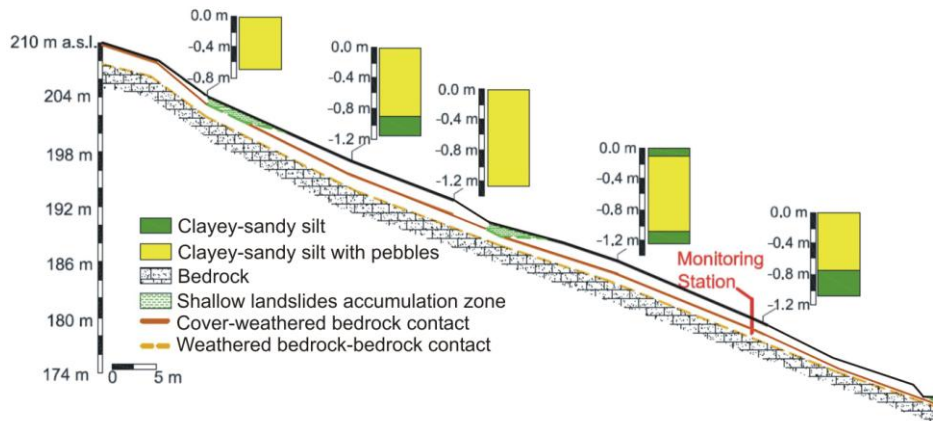 210 m a.s.l.
204 m
198 m
192 m
186 m
180 m
174 m
0 5 m
0.0 m
-0.4 m
-0.8 m
0.0 m
-0.4 m
-0.8 m
-1.2 m
0.0 m
-0.4 m
-0.8 m
-1.2 m
0.0 m
-0.4 m
-0.8 m
-1.2 m
0.0 m
-0.4 m
-0.8 m
-1.2 m
Monitoring
Station
Clayey-sandy silt
Clayey-sandy silt with pebbles
Bedrock
Shallow landslides accumulation zone
Cover-weathered bedrock contact
Weathered bedrock-bedrock contact